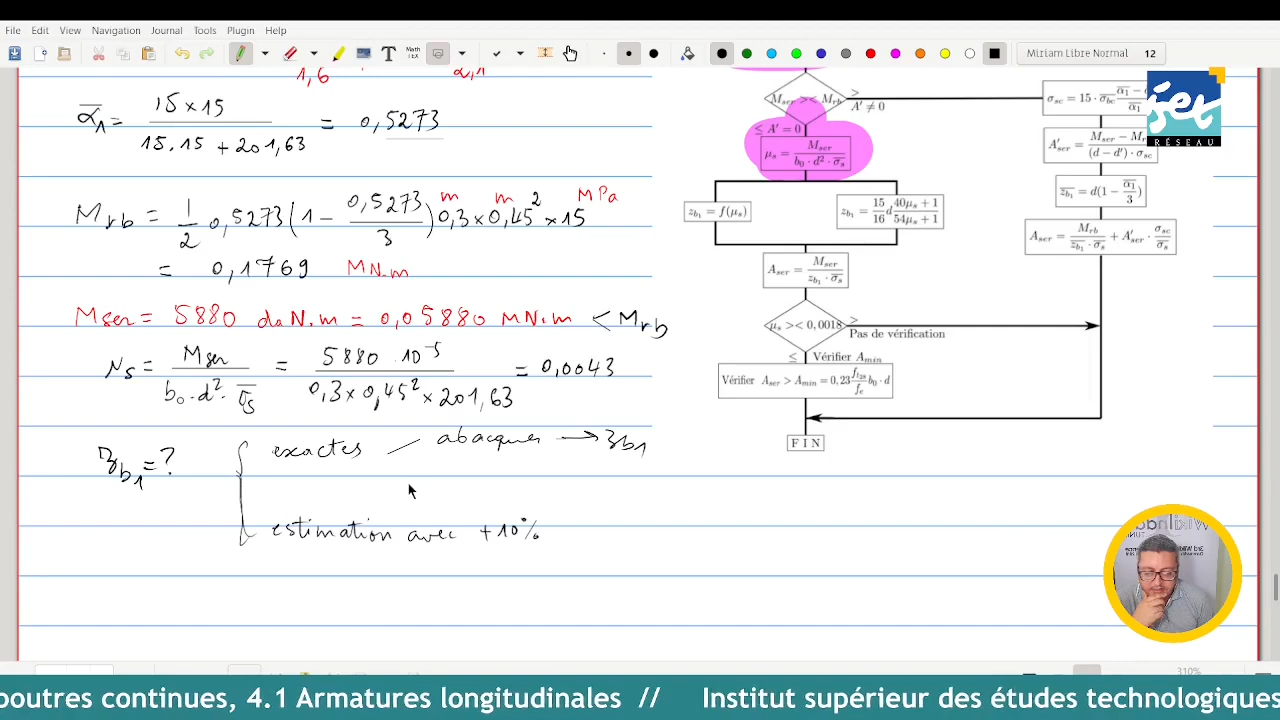 File Edit View Navigation Journal Tools Plugin Help
Miriam Libre Normal 12
1,6 2,1
ᾱ1 = 15 × 15 / 15.15 + 201,63 = 0,5273
Mrb = 1/2 0,5273 (1 - 0,5273/3) 0,3 × 0,45² × 15
m m MPa
= 0,1769 MN.m
Mser = 5880 daN.m = 0,05880 MN.m < Mrb
μs = Mser / b0.d².σ̄s = 5880 . 10⁻⁵ / 0,3 × 0,45² × 201,63 = 0,0043
zb1 = ?
exactes abaques → zb1
estimation avec +10%
Mser >< Mrb
>
A' ≠ 0
≤ A' = 0
μs = Mser / b0 · d² · σ̄s
zb1 = f(μs)
zb1 = 15/16 d 40μs + 1 / 54μs + 1
Aser = Mser / zb1 · σ̄s
μs >< 0,0018
>
Pas de vérification
≤ Vérifier Amin
Vérifier Aser > Amin = 0,23 ft28/fe b0 · d
F I N
A'ser = / (d − d') · σsc
z̄b1 = d(1 − ᾱ1/3)
Aser = Mrb / z̄b1 · σ̄s + A'ser · σsc/σ̄s
iset
RÉSEAU
310%
poutres continues, 4.1 Armatures longitudinales // Institut supérieur des études technologiques